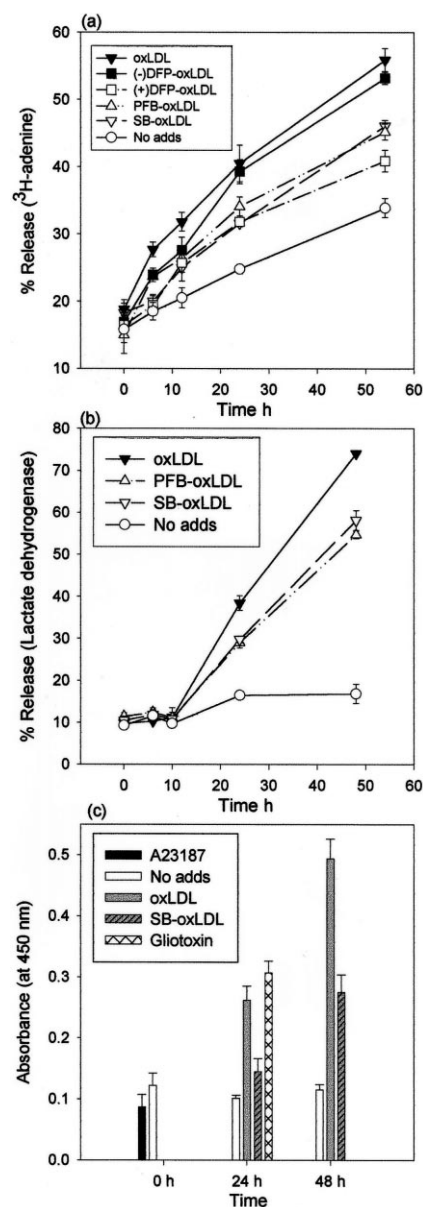 (a)
60
50
40
30
20
10
% Release (³H-adenine)
oxLDL
(-)DFP-oxLDL
(+)DFP-oxLDL
PFB-oxLDL
SB-oxLDL
No adds
0 10 20 30 40 50 60
Time h
(b)
80
70
60
50
40
30
20
10
0
% Release (Lactate dehydrogenase)
oxLDL
PFB-oxLDL
SB-oxLDL
No adds
0 10 20 30 40 50 60
Time h
(c)
0.5
0.4
0.3
0.2
0.1
0.0
Absorbance (at 450 nm)
A23187
No adds
oxLDL
SB-oxLDL
Gliotoxin
0 h 24 h 48 h
Time